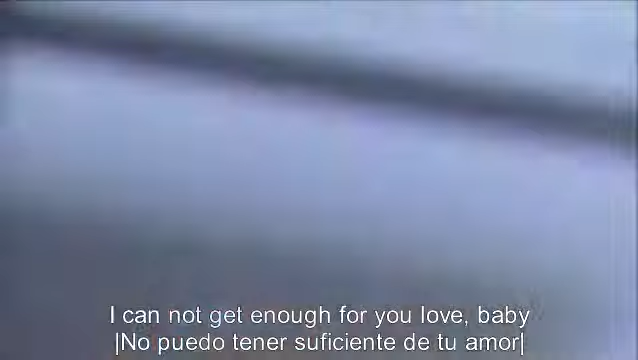 I can not get enough for you love, baby
|No puedo tener suficiente de tu amor|